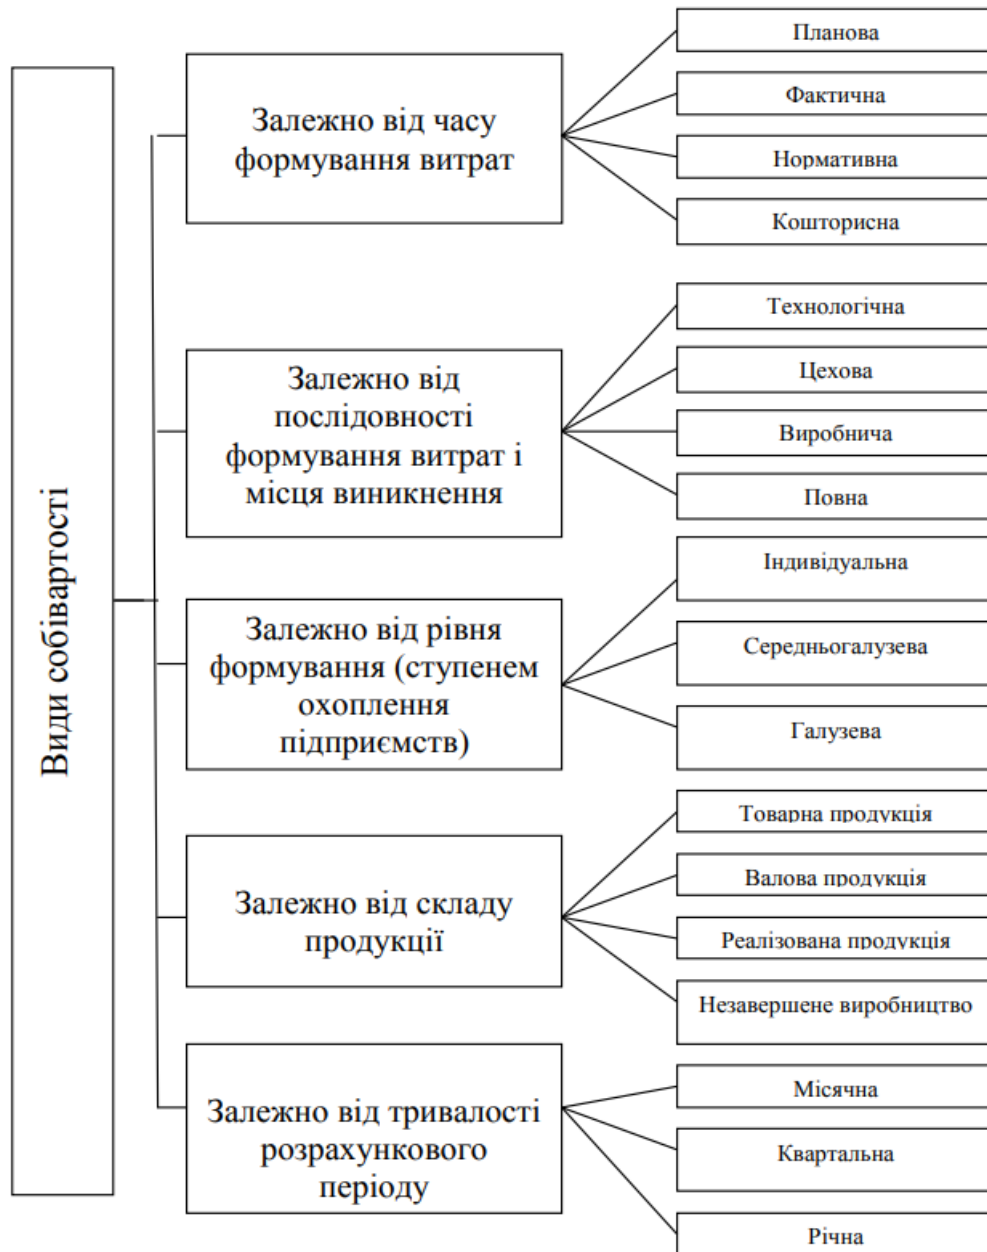 Види собівартості
Залежно від часу
формування витрат
Планова
Фактична
Нормативна
Кошторисна
Залежно від
послідовності
формування витрат і
місця виникнення
Технологічна
Цехова
Виробнича
Повна
Залежно від рівня
формування (ступенем
охоплення
підприємств)
Індивідуальна
Середньогалузева
Галузева
Залежно від складу
продукції
Товарна продукція
Валова продукція
Реалізована продукція
Незавершене виробництво
Залежно від тривалості
розрахункового
періоду
Місячна
Квартальна
Річна